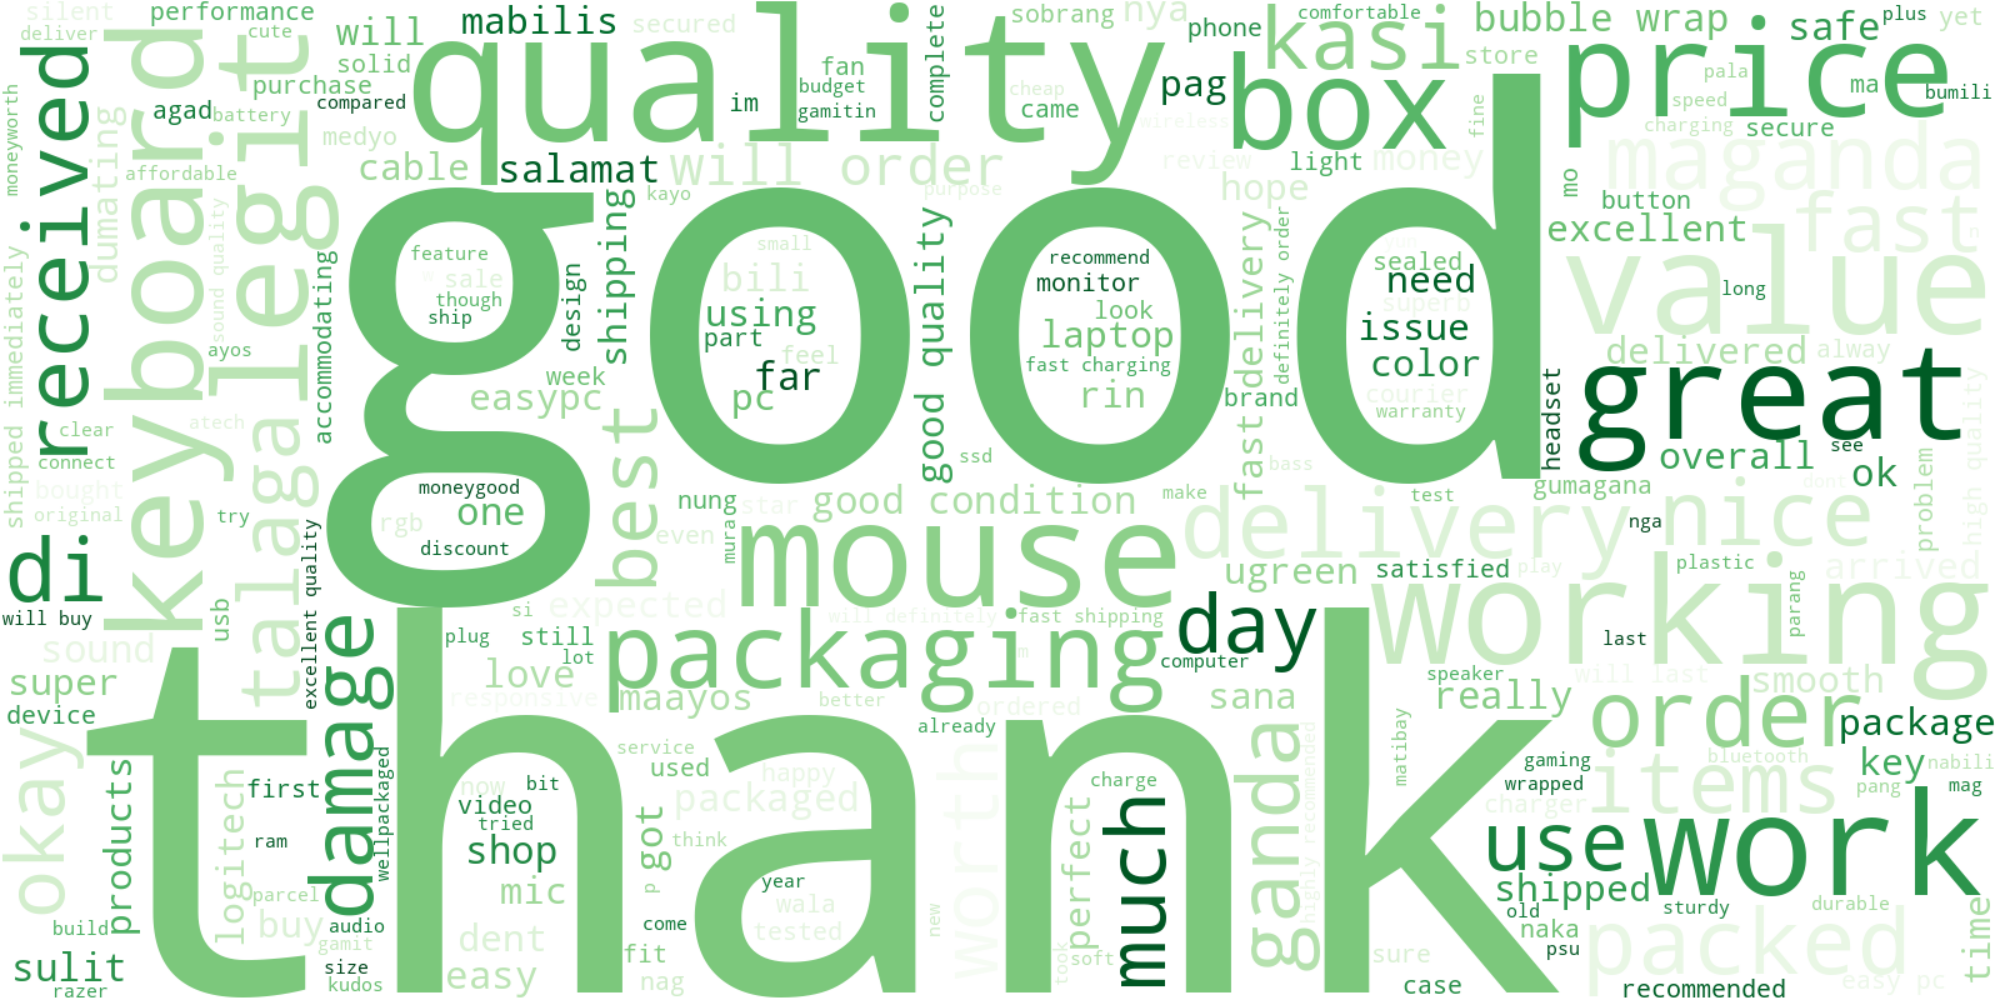 silent
performance
deliver
cute
will
mabilis
secured
solid
purchase
compared
quality
fan
budget
gamitin
im
complete
sobrang
nya
came
cheap
wireless
phone
pag
kasi
comfortable
box
store
fine
bubble wrap
safe
plus
yet
price
pala
speed
ma
bumili
charging
secure
moneyworth
received
dumating
keyboard
agad
battery
affordable
legit
medyo
cable
salamat
will order
kayo
purpose
review
light
money
hope
mo
maganda
button
fast
excellent
value
long
shipped immediately
sound quality
ayos
accommodating
good
feature
sale
though
ship
design
shipping
small
bili
using
part
feel
far
pc
good quality
recommend
monitor
look
laptop
fast charging
rin
fast delivery
definitely order
brand
sealed
need
superb
issue
color
courier
warranty
headset
delivered
alway
great
overall
see
ok
high quality
clear
connect
atech
bought
original
try
talaga
easypc
week
best
ssd
bass
moneygood
rgb
one
discount
nung
even
star
murag
good condition
make
mouse
delivery
test
gumagana
dont
nice
nga
problem
di
will buy
usb
excellent quality
damage
expected
si
plug
still
lot
love
responsive
will definitely
fast shipping
packaging
maayos
better
ordered
day
computer
ugreen
satisfied
play
plastic
arrived
working
parang
last
will last
smooth
speaker
really
sana
sound
super
device
okay
products
first
ram
logitech
wellpackaged
thank
now
bit
video
tried
shop
mic
dent
easy
service
used
got
think
p
come
fit
nag
happy
packaged
year
wala
tested
already
worth
new
charge
perfect
much
took
soft
ganda
highly recommended
matibay
order
package
bluetooth
gaming
wrapped
charger
items
key
nabili
pang
mag
use
work
shipped
old
sturdy
durable
naka
psu
packed
time
sure
case
easy pc
recommended
parcel
buy
audio
gamit
size
kudos
build
sulit
razer